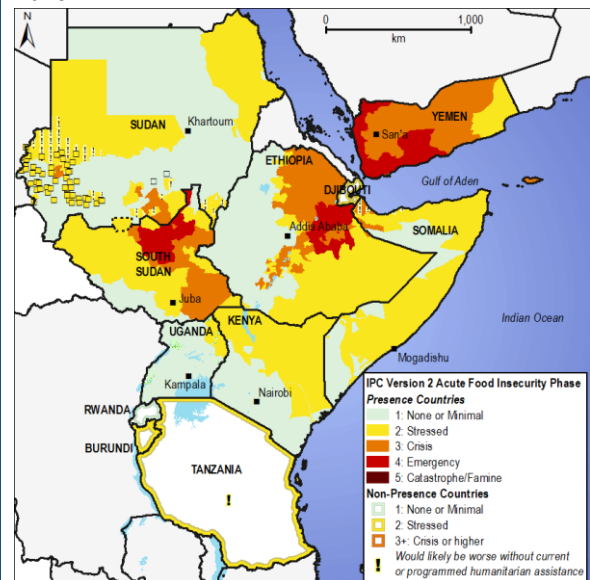 N
0 1,000
km
SUDAN
Khartoum
YEMEN
San'a
ETHIOPIA
DJIBOUTI
Gulf of Aden
Addis Ababa
SOMALIA
SOUTH
SUDAN
Juba
UGANDA
KENYA
Indian Ocean
Mogadishu
Kampala
Nairobi
RWANDA
BURUNDI
TANZANIA
!
IPC Version 2 Acute Food Insecurity Phase
Presence Countries
1: None or Minimal
2: Stressed
3: Crisis
4: Emergency
5: Catastrophe/Famine
Non-Presence Countries
1: None or Minimal
2: Stressed
3+: Crisis or higher
! Would likely be worse without current
or programmed humanitarian assistance